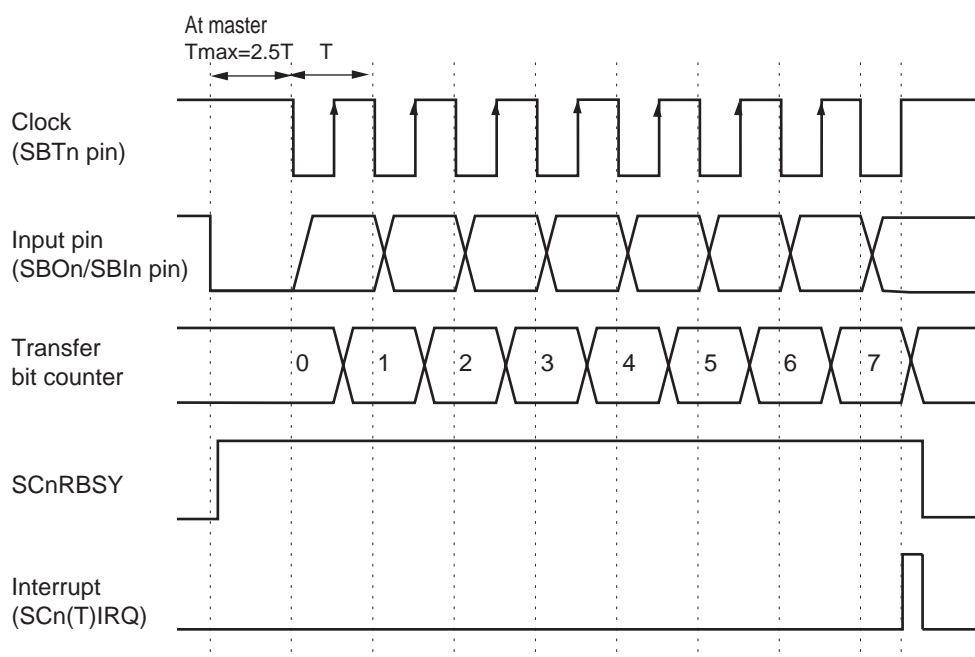 At master
Tmax=2.5T T
Clock
(SBTn pin)
Input pin
(SBOn/SBIn pin)
Transfer
bit counter
0 1 2 3 4 5 6 7
SCnRBSY
Interrupt
(SCn(T)IRQ)